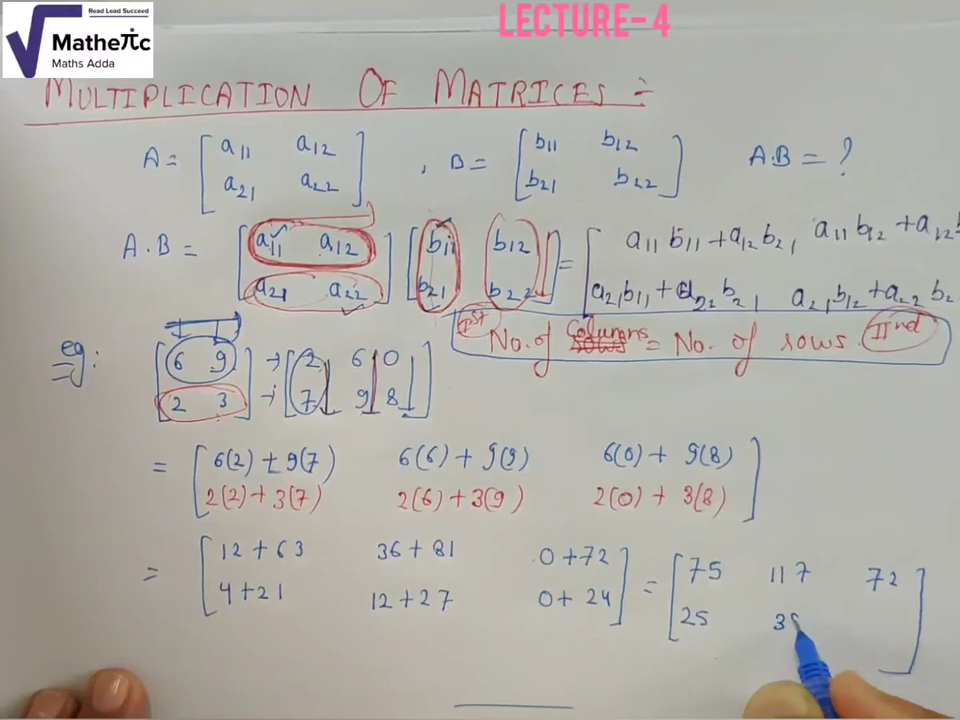 LECTURE-4
Read Lead Succeed
Matheπc
Maths Adda
MULTIPLICATION OF MATRICES :-
A = [ a11 a12 , B = [ b11 b12 A.B = ?
a21 a22 ] b21 b22 ]
A.B = [ a11 a12 [ b11 b12 = [ a11 b11 + a12 b21 a11 b12 + a12 b
a21 a22 ] b21 b22 ] a21 b11 + a22 b21 a21 b12 + a22 b2
Ist No. of Columns = No. of rows IInd
eg: [ 6 9 → [ 2 6 0
2 3 ] → 7 9 8 ]
= [ 6(2) + 9(7) 6(6) + 9(9) 6(0) + 9(8)
2(2) + 3(7) 2(6) + 3(9) 2(0) + 3(8) ]
= [ 12 + 63 36 + 81 0 + 72 = [ 75 117 72
4 + 21 12 + 27 0 + 24 ] 25 3 ]